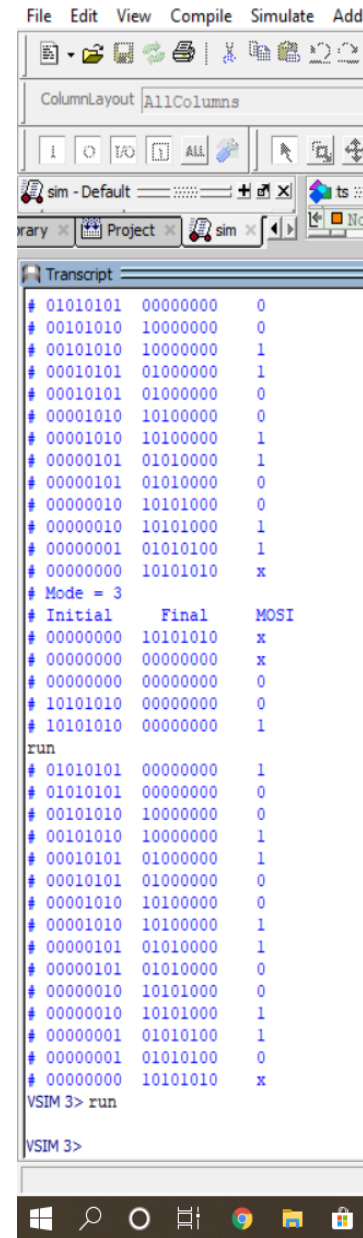 File Edit View Compile Simulate Add
ColumnLayout AllColumns
ALL
sim - Default ts
rary Project sim
Transcript
# 01010101 00000000 0
# 00101010 10000000 0
# 00101010 10000000 1
# 00010101 01000000 1
# 00010101 01000000 0
# 00001010 10100000 0
# 00001010 10100000 1
# 00000101 01010000 1
# 00000101 01010000 0
# 00000010 10101000 0
# 00000010 10101000 1
# 00000001 01010100 1
# 00000000 10101010 x
# Mode = 3
# Initial Final MOSI
# 00000000 10101010 x
# 00000000 00000000 x
# 00000000 00000000 0
# 10101010 00000000 0
# 10101010 00000000 1
run
# 01010101 00000000 1
# 01010101 00000000 0
# 00101010 10000000 0
# 00101010 10000000 1
# 00010101 01000000 1
# 00010101 01000000 0
# 00001010 10100000 0
# 00001010 10100000 1
# 00000101 01010000 1
# 00000101 01010000 0
# 00000010 10101000 0
# 00000010 10101000 1
# 00000001 01010100 1
# 00000001 01010100 0
# 00000000 10101010 x
VSIM 3> run
VSIM 3>